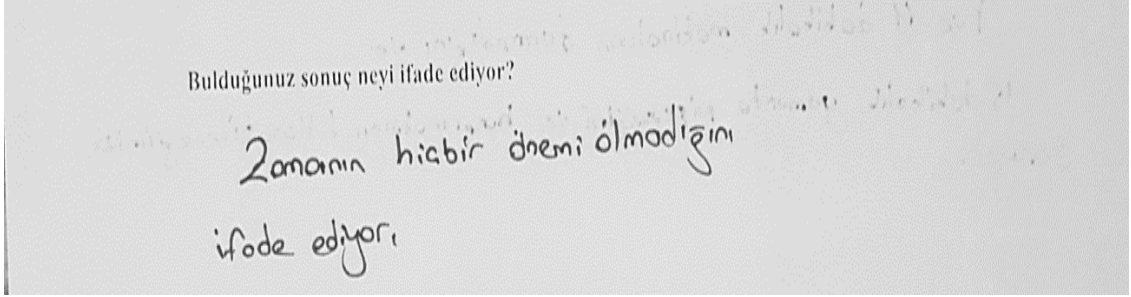 Bulduğunuz sonuç neyi ifade ediyor?
Zamanın hiçbir önemi olmadığını
ifade ediyor.